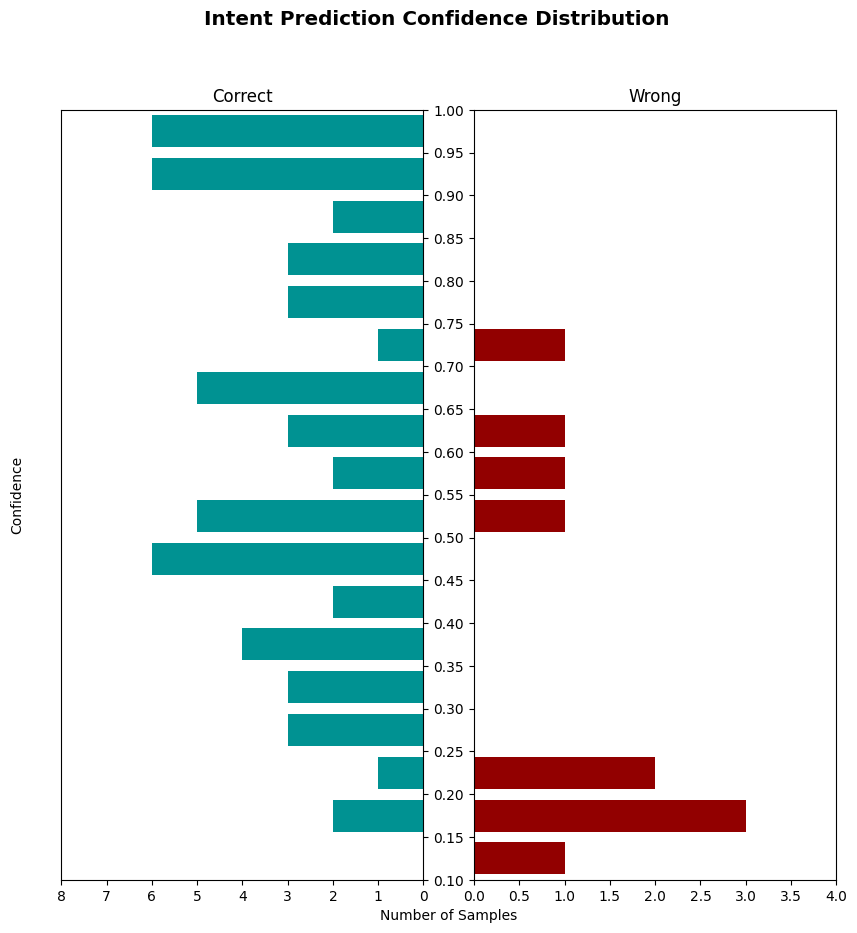 Intent Prediction Confidence Distribution
Correct
Wrong
1.00
0.95
0.90
0.85
0.80
0.75
0.70
0.65
0.60
0.55
0.50
0.45
0.40
0.35
0.30
0.25
0.20
0.15
0.10
Confidence
8 7 6 5 4 3 2 1 0
0.0 0.5 1.0 1.5 2.0 2.5 3.0 3.5 4.0
Number of Samples